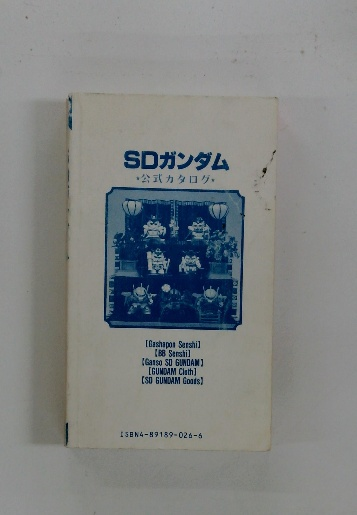 SDガンダム
•公式カタログ•
[Gashapon Senshi]
[BB Senshi]
[Ganso SD GUNDAM]
[GUNDAM Cloth]
[SD GUNDAM Goods]
ISBN4-89189-026-6